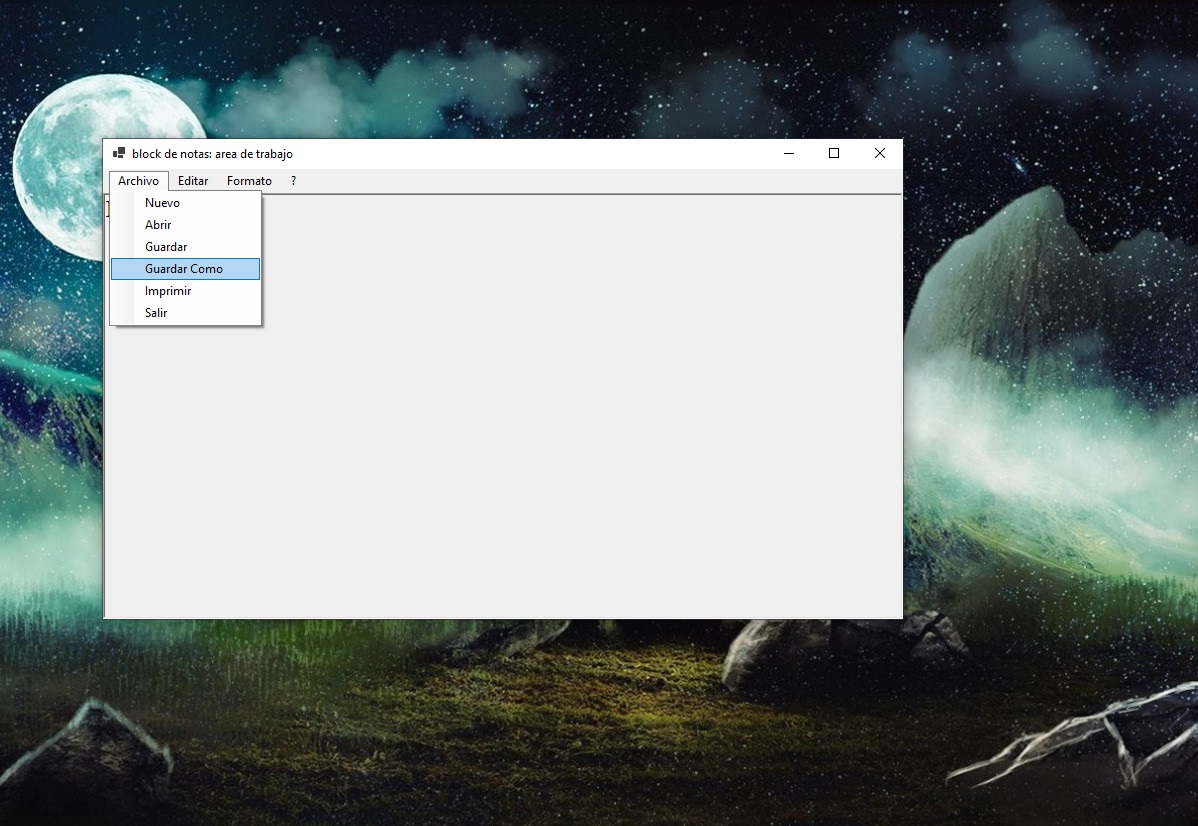 block de notas: area de trabajo
Archivo Editar Formato ?
Nuevo
Abrir
Guardar
Guardar Como
Imprimir
Salir